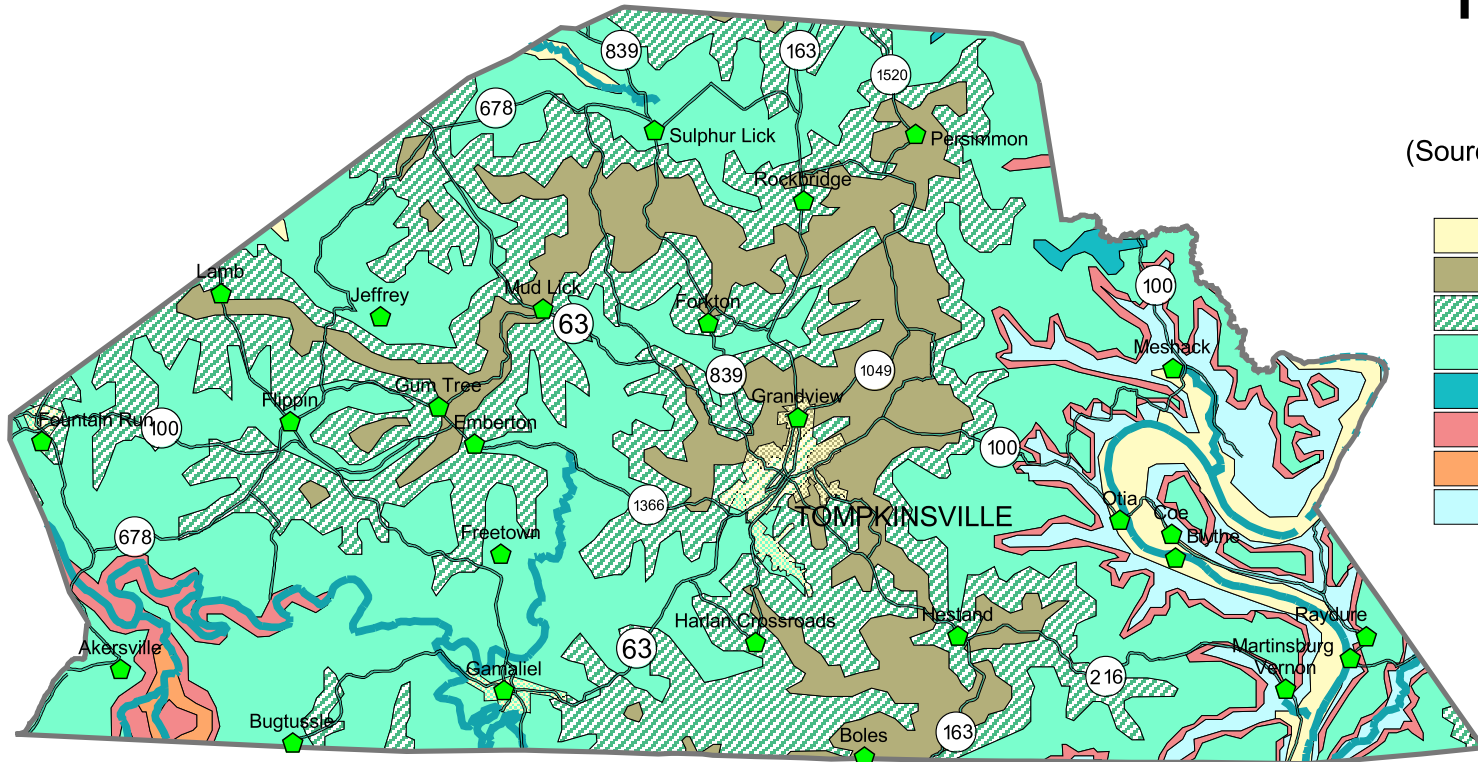 839
163
1520
678
Sulphur Lick
Persimmon
(Sour
Rockbridge
Lamb
Jeffrey
Mud Lick
Forkton
63
100
Meshack
839
1049
Gum Tree
Grandview
Flippin
Fountain Run
100
Emberton
100
1366
Otia
TOMPKINSVILLE
Coe
678
Freetown
Blythe
Harlan Crossroads
Hestand
Raydure
63
Akersville
Martinsburg
Gamaliel
Vernon
216
Bugtussle
163
Boles